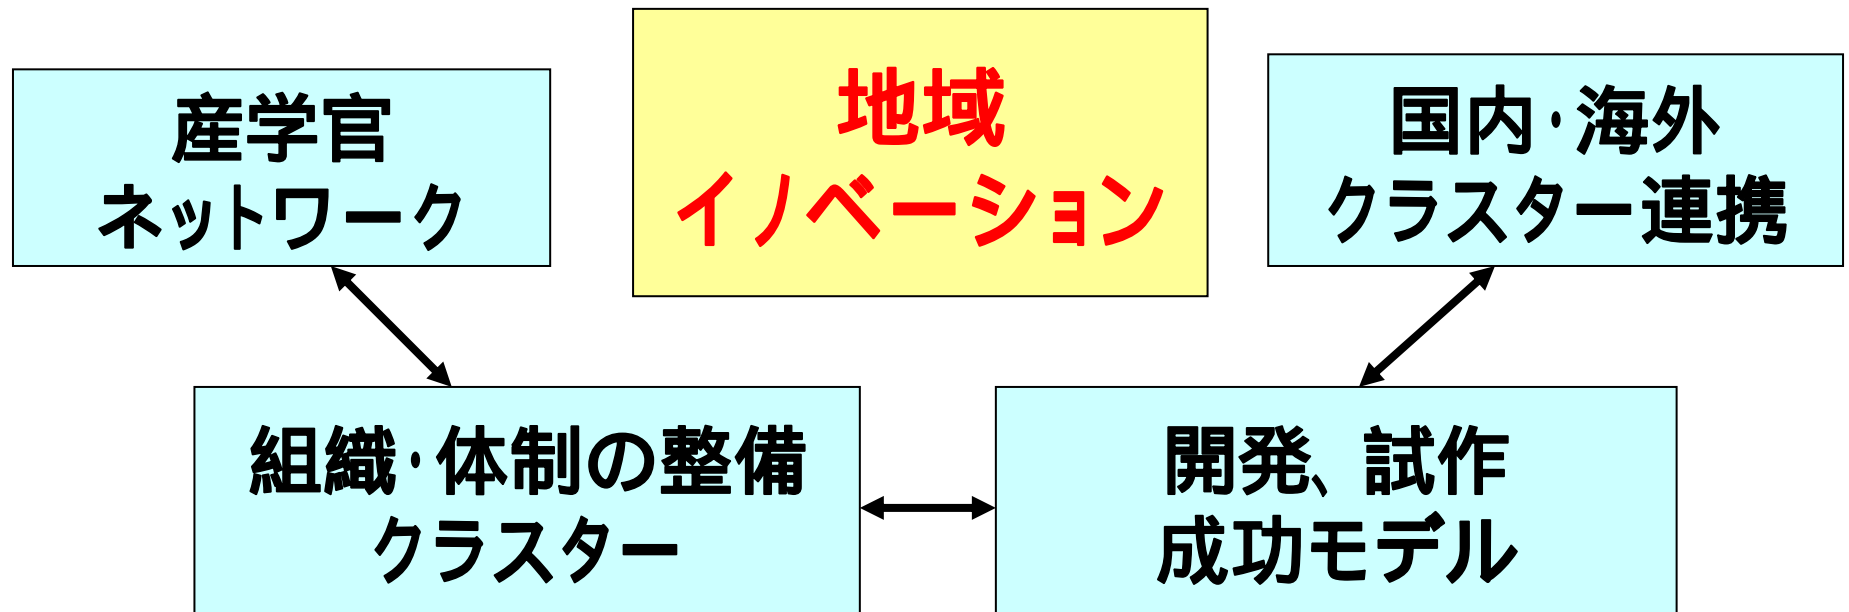 産学官
ネットワーク
地域
イノベーション
国内・海外
クラスター連携
組織・体制の整備
クラスター
開発、試作
成功モデル